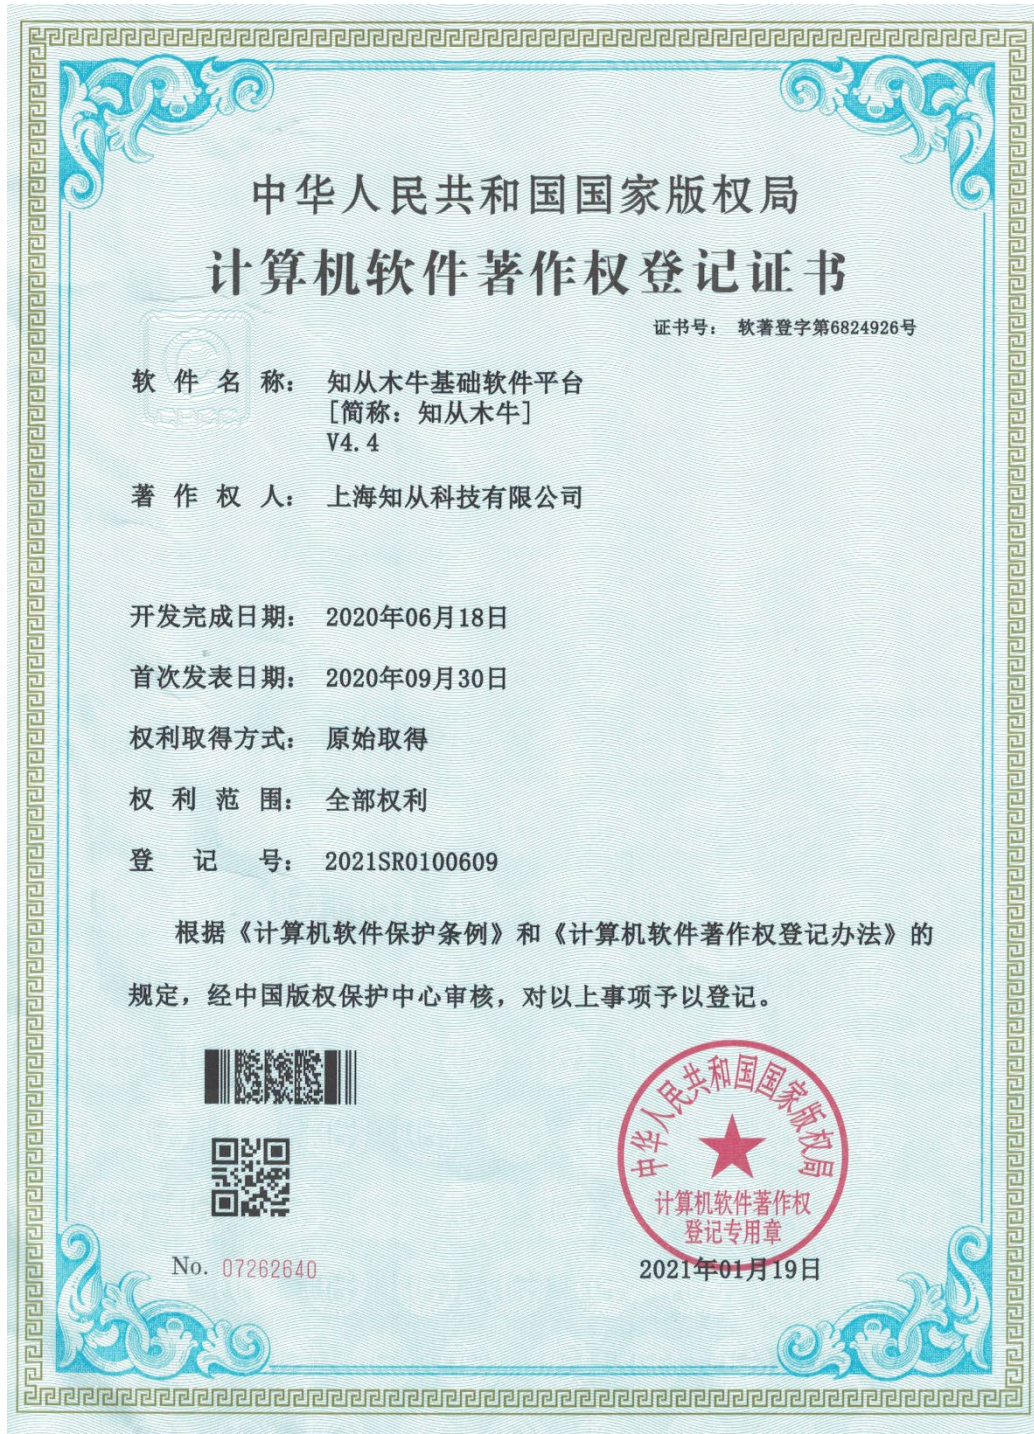 中华人民共和国国家版权局
计算机软件著作权登记证书
证书号： 软著登字第6824926号
软件名称： 知从木牛基础软件平台
[简称：知从木牛]
V4.4
著作权人： 上海知从科技有限公司
开发完成日期： 2020年06月18日
首次发表日期： 2020年09月30日
权利取得方式： 原始取得
权利范围： 全部权利
登记号： 2021SR0100609
根据《计算机软件保护条例》和《计算机软件著作权登记办法》的
规定，经中国版权保护中心审核，对以上事项予以登记。
中华人民共和国国家版权局
计算机软件著作权
登记专用章
No. 07262640
2021年01月19日